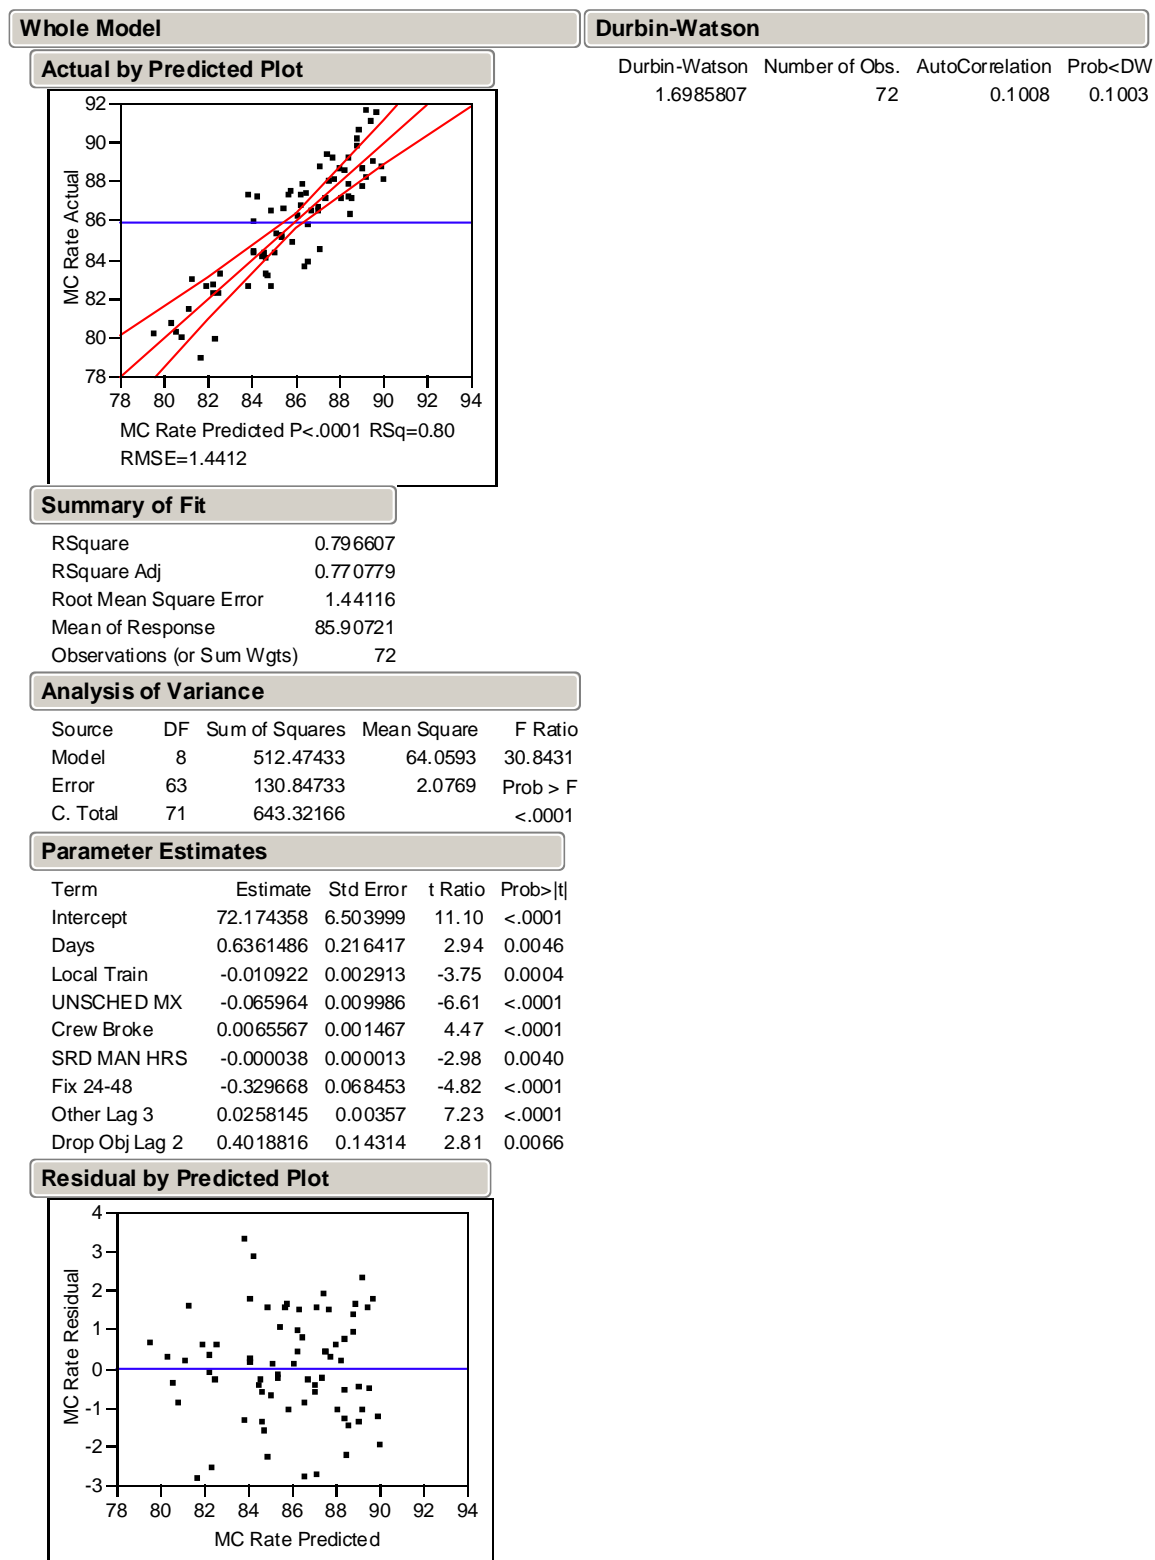 Whole Model
Actual by Predicted Plot
92
90
88
86
84
82
80
78
MC Rate Actual
78 80 82 84 86 88 90 92 94
MC Rate Predicted P<.0001 RSq=0.80
RMSE=1.4412
Summary of Fit
RSquare 0.796607
RSquare Adj 0.770779
Root Mean Square Error 1.44116
Mean of Response 85.90721
Observations (or Sum Wgts) 72
Analysis of Variance
Source DF Sum of Squares Mean Square F Ratio
Model 8 512.47433 64.0593 30.8431
Error 63 130.84733 2.0769 Prob > F
C. Total 71 643.32166 <.0001
Parameter Estimates
Term Estimate Std Error t Ratio Prob>|t|
Intercept 72.174358 6.503999 11.10 <.0001
Days 0.6361486 0.216417 2.94 0.0046
Local Train -0.010922 0.002913 -3.75 0.0004
UNSCHED MX -0.065964 0.009986 -6.61 <.0001
Crew Broke 0.0065567 0.001467 4.47 <.0001
SRD MAN HRS -0.000038 0.000013 -2.98 0.0040
Fix 24-48 -0.329668 0.068453 -4.82 <.0001
Other Lag 3 0.0258145 0.00357 7.23 <.0001
Drop Obj Lag 2 0.4018816 0.14314 2.81 0.0066
Residual by Predicted Plot
4
3
2
1
0
-1
-2
-3
MC Rate Residual
78 80 82 84 86 88 90 92 94
MC Rate Predicted
Durbin-Watson
Durbin-Watson Number of Obs. AutoCorrelation Prob<DW
1.6985807 72 0.1008 0.1003